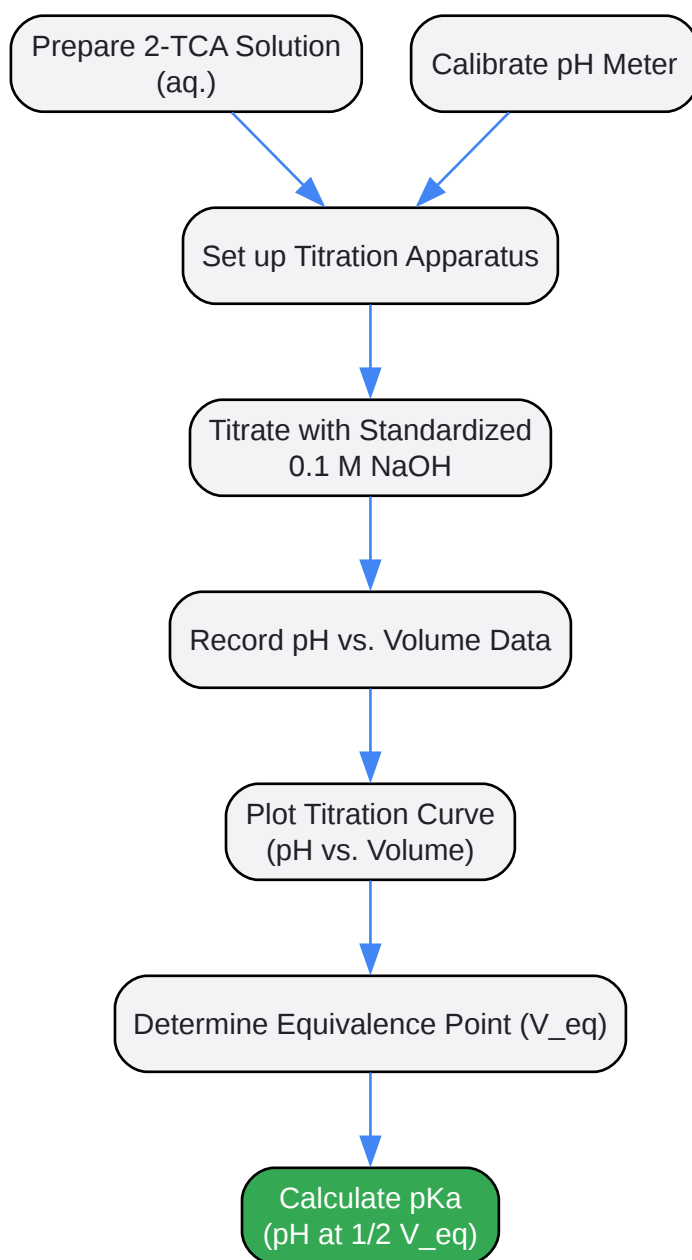 Prepare 2-TCA Solution
(aq.)
Calibrate pH Meter
Set up Titration Apparatus
Titrate with Standardized
0.1 M NaOH
Record pH vs. Volume Data
Plot Titration Curve
(pH vs. Volume)
Determine Equivalence Point (V_eq)
Calculate pKa
(pH at 1/2 V_eq)